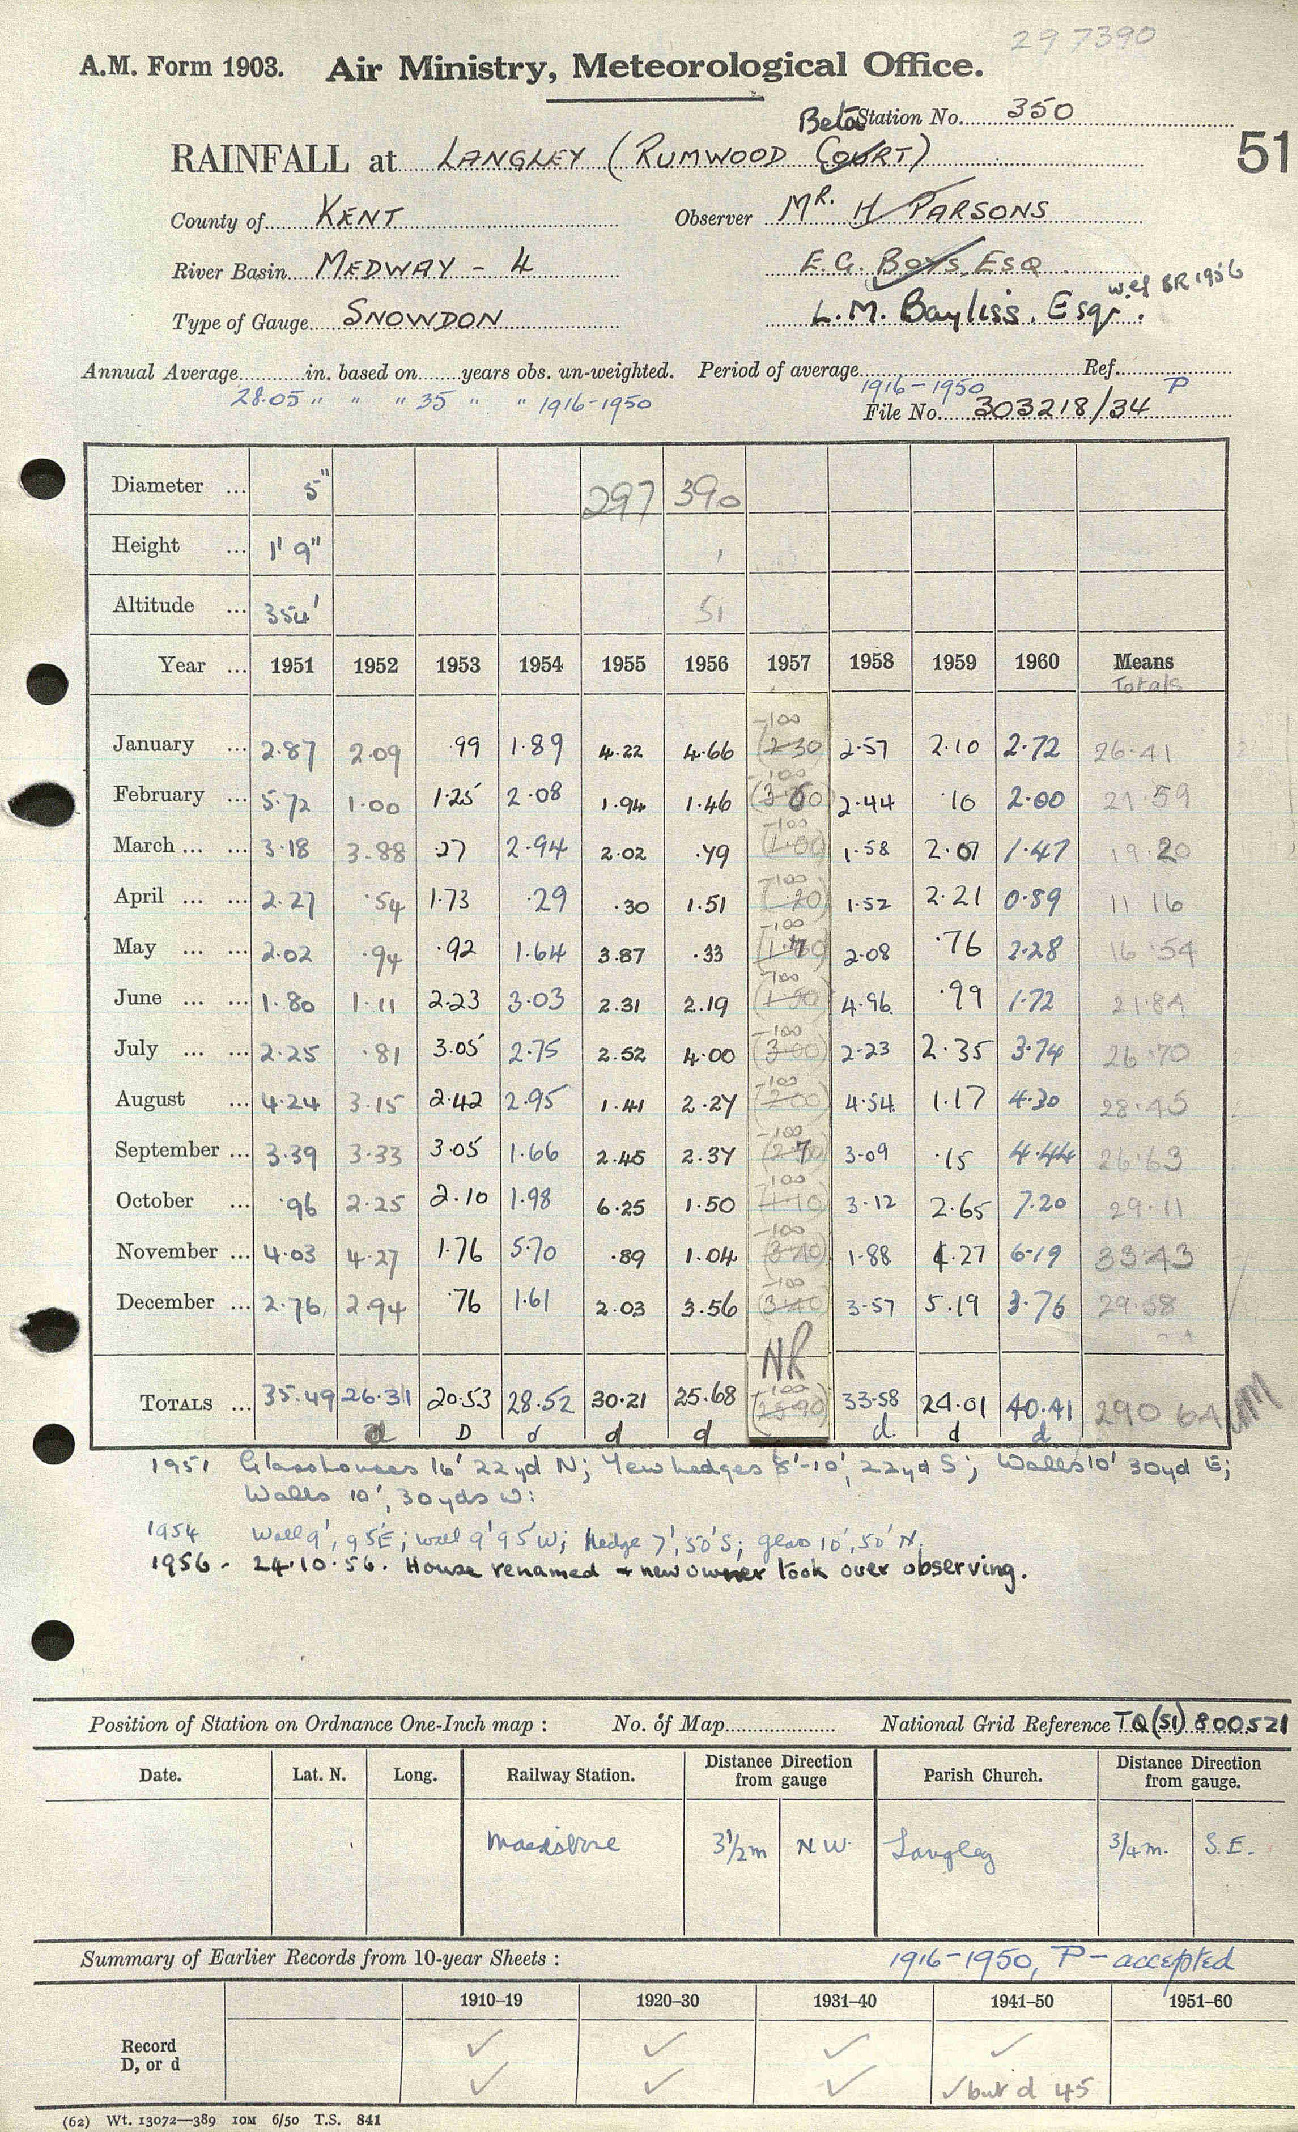 297390
A.M. Form 1903. Air Ministry, Meteorological Office.
Beta Station No. 350
51
RAINFALL at LANGLEY (RUMWOOD COURT)
County of KENT Observer MR. H PARSONS
River Basin MEDWAY - 4 E.G. BOYS, ESQ
w.ef BR 1956
Type of Gauge SNOWDON L.M. Bayliss, Esqr.
Annual Average in. based on years obs. un-weighted. Period of average Ref.
28.05 " " " 35 " " 1916-1950 1916-1950 P
File No. 303218/34
Diameter ... 5" 297 390
Height ... 1' 9"
Altitude ... 354' 51
Year ... 1951 1952 1953 1954 1955 1956 1957 1958 1959 1960 Means
Totals
January ... 2.87 2.09 .99 1.89 4.22 4.66 -100 (2.30) 2.57 2.10 2.72 26.41
February ... 5.72 1.00 1.25 2.08 1.94 1.46 -100 2.44 .10 2.00 21.59
March ... ... 3.18 3.88 .27 2.94 2.02 .79 -100 (1.00) 1.58 2.07 1.47 19.20
April ... ... 2.27 .54 1.73 .29 .30 1.51 -100 ( 20) 1.52 2.21 0.89 11.16
May ... ... 2.02 .94 .92 1.64 3.87 .33 -100 2.08 .76 2.28 16.54
June ... ... 1.80 1.11 2.23 3.03 2.31 2.19 -100 (1.00) 4.96 .99 1.72 21.84
July ... ... 2.25 .81 3.05 2.75 2.52 4.00 -100 (3.00) 2.23 2.35 3.74 26.70
August ... 4.24 3.15 2.42 2.95 1.41 2.27 -100 (2.00) 4.54 1.17 4.30 28.45
September ... 3.39 3.33 3.05 1.66 2.45 2.37 -100 3.09 .15 4.44 26.63
October ... .96 2.25 2.10 1.98 6.25 1.50 -100 (1.10) 3.12 2.65 7.20 29.11
November ... 4.03 4.27 1.76 5.70 .89 1.04 -100 1.88 4.27 6.19 33.43
December ... 2.76 2.94 .76 1.61 2.03 3.56 -100 3.57 5.19 3.76 29.58
NR
TOTALS ... 35.49 26.31 20.53 28.52 30.21 25.68 -100 33.58 24.01 40.41 290.64
d D d d d d. d d
1951 Glasshouses 16' 22yd N; Yew hedges 8'-10', 22yd S; Walls 10' 30yd E;
Walls 10', 30yds W:
1954 Wall 9', 95'E; wall 9' 95'W; Hedge 7', 50'S; glass 10', 50' N.
1956 - 24.10.56. House renamed + new owner took over observing.
Position of Station on Ordnance One-Inch map : No. of Map National Grid Reference TQ(51) 800521
Date. Lat. N. Long. Railway Station. Distance Direction from gauge Parish Church. Distance Direction from gauge.
Maidstone 3 1/2 m N W. Langley 3/4 m. S.E.
Summary of Earlier Records from 10-year Sheets : 1916-1950, P - accepted
1910–19 1920–30 1931–40 1941–50 1951–60
Record ✓ ✓ ✓ ✓
D, or d ✓ ✓ ✓ ✓ but d 45
(62) Wt. 13072—389 10M 6/50 T.S. 841